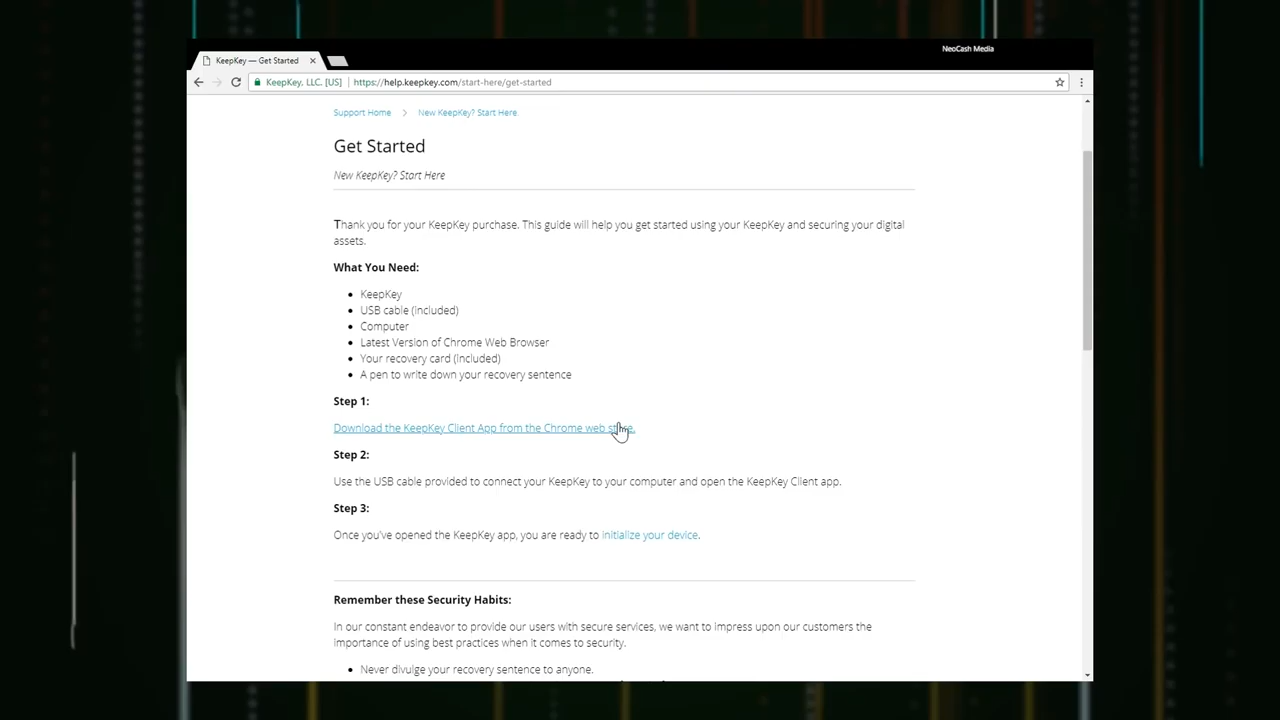 NeoCash Media
KeepKey — Get Started
KeepKey, LLC. [US]
https://help.keepkey.com/start-here/get-started
Support Home
New KeepKey? Start Here.
Get Started
New KeepKey? Start Here
Thank you for your KeepKey purchase. This guide will help you get started using your KeepKey and securing your digital
assets.
What You Need:
KeepKey
USB cable (included)
Computer
Latest Version of Chrome Web Browser
Your recovery card (included)
A pen to write down your recovery sentence
Step 1:
Download the KeepKey Client App from the Chrome web store.
Step 2:
Use the USB cable provided to connect your KeepKey to your computer and open the KeepKey Client app.
Step 3:
Once you've opened the KeepKey app, you are ready to initialize your device.
Remember these Security Habits:
In our constant endeavor to provide our users with secure services, we want to impress upon our customers the
importance of using best practices when it comes to security.
Never divulge your recovery sentence to anyone.